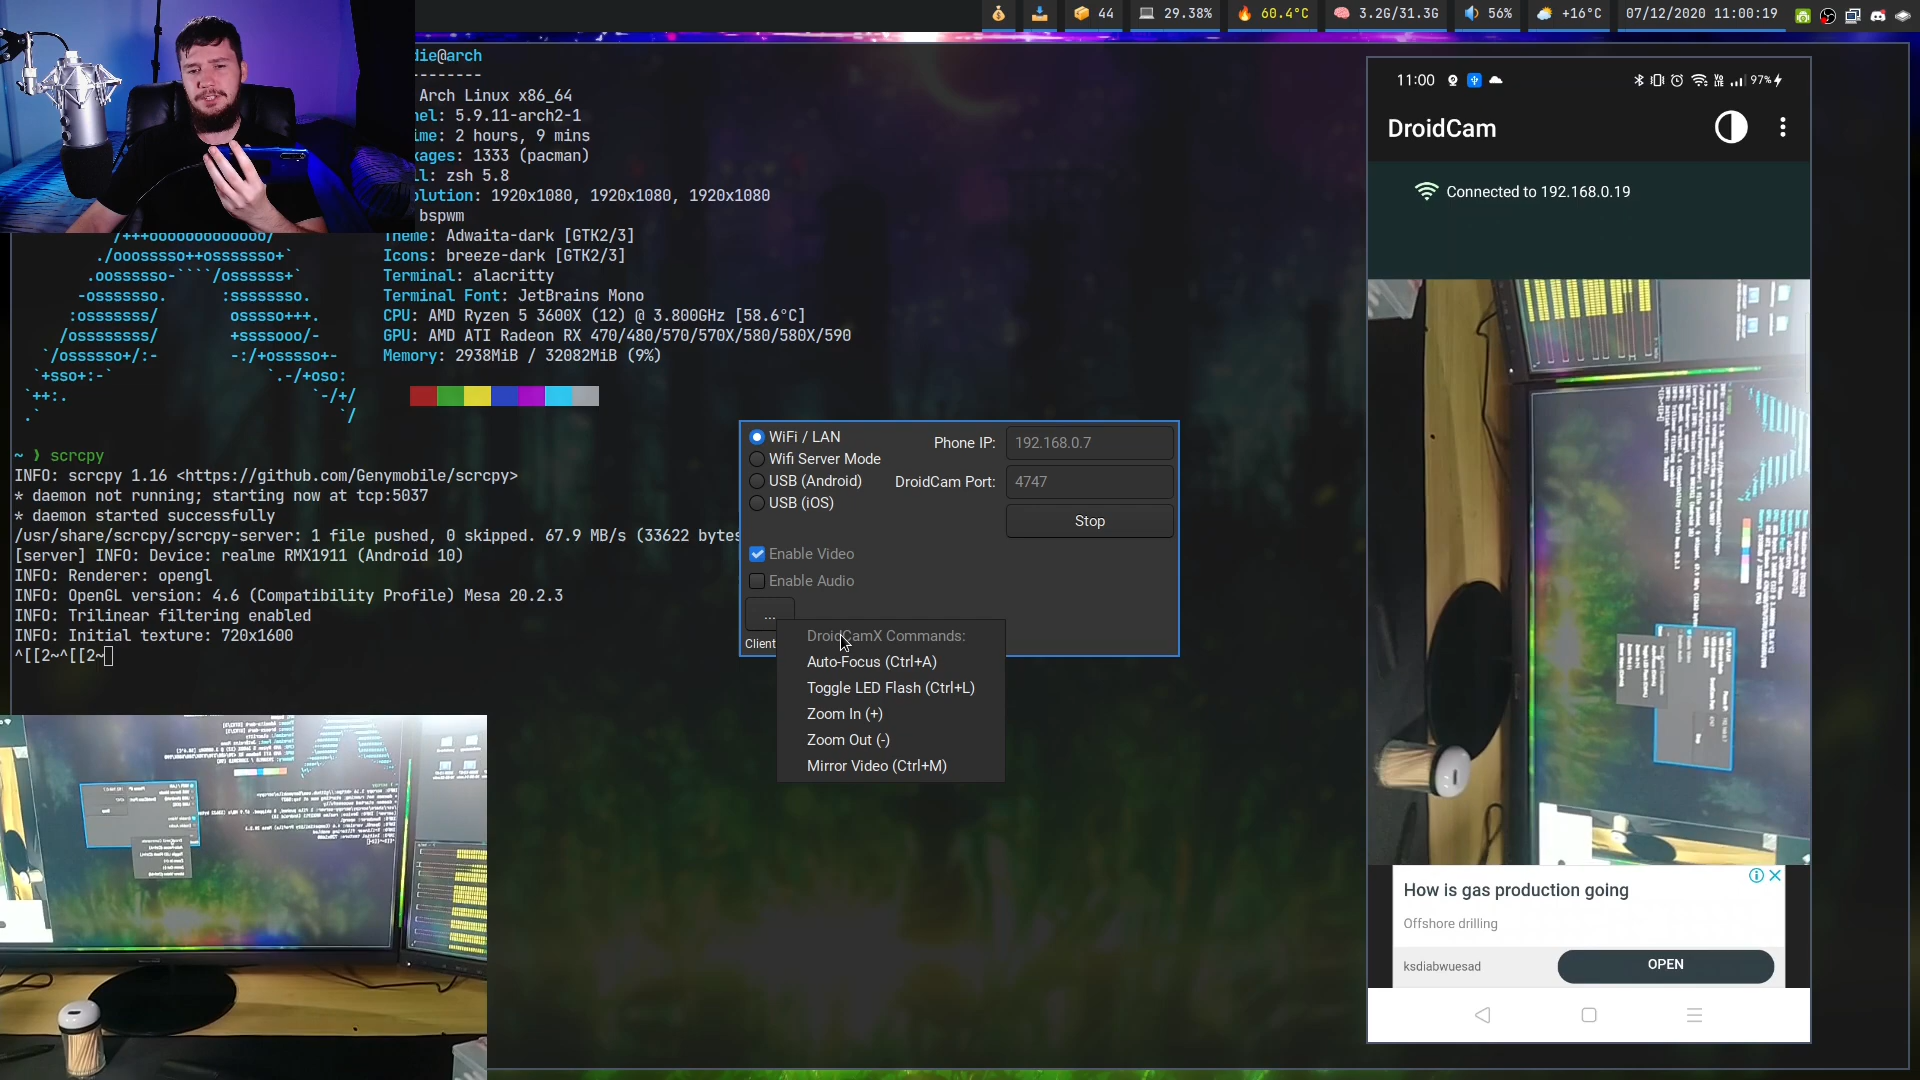 44
29.38%
60.4°C
3.2G/31.3G
56%
+16°C
07/12/2020 11:00:19
die@arch
--------
Arch Linux x86_64
nel: 5.9.11-arch2-1
ime: 2 hours, 9 mins
kages: 1333 (pacman)
ll: zsh 5.8
olution: 1920x1080, 1920x1080, 1920x1080
bspwm
Theme: Adwaita-dark [GTK2/3]
Icons: breeze-dark [GTK2/3]
Terminal: alacritty
Terminal Font: JetBrains Mono
CPU: AMD Ryzen 5 3600X (12) @ 3.800GHz [58.6°C]
GPU: AMD ATI Radeon RX 470/480/570/570X/580/580X/590
Memory: 2938MiB / 32082MiB (9%)
~ ❯ scrcpy
INFO: scrcpy 1.16 <https://github.com/Genymobile/scrcpy>
* daemon not running; starting now at tcp:5037
* daemon started successfully
/usr/share/scrcpy/scrcpy-server: 1 file pushed, 0 skipped. 67.9 MB/s (33622 bytes
[server] INFO: Device: realme RMX1911 (Android 10)
INFO: Renderer: opengl
INFO: OpenGL version: 4.6 (Compatibility Profile) Mesa 20.2.3
INFO: Trilinear filtering enabled
INFO: Initial texture: 720x1600
^[[2~^[[2~
WiFi / LAN
Wifi Server Mode
USB (Android)
USB (iOS)
Phone IP: 192.168.0.7
DroidCam Port: 4747
Stop
Enable Video
Enable Audio
...
Client
DroidCamX Commands:
Auto-Focus (Ctrl+A)
Toggle LED Flash (Ctrl+L)
Zoom In (+)
Zoom Out (-)
Mirror Video (Ctrl+M)
11:00
97%
DroidCam
Connected to 192.168.0.19
How is gas production going
Offshore drilling
ksdiabwuesad
OPEN